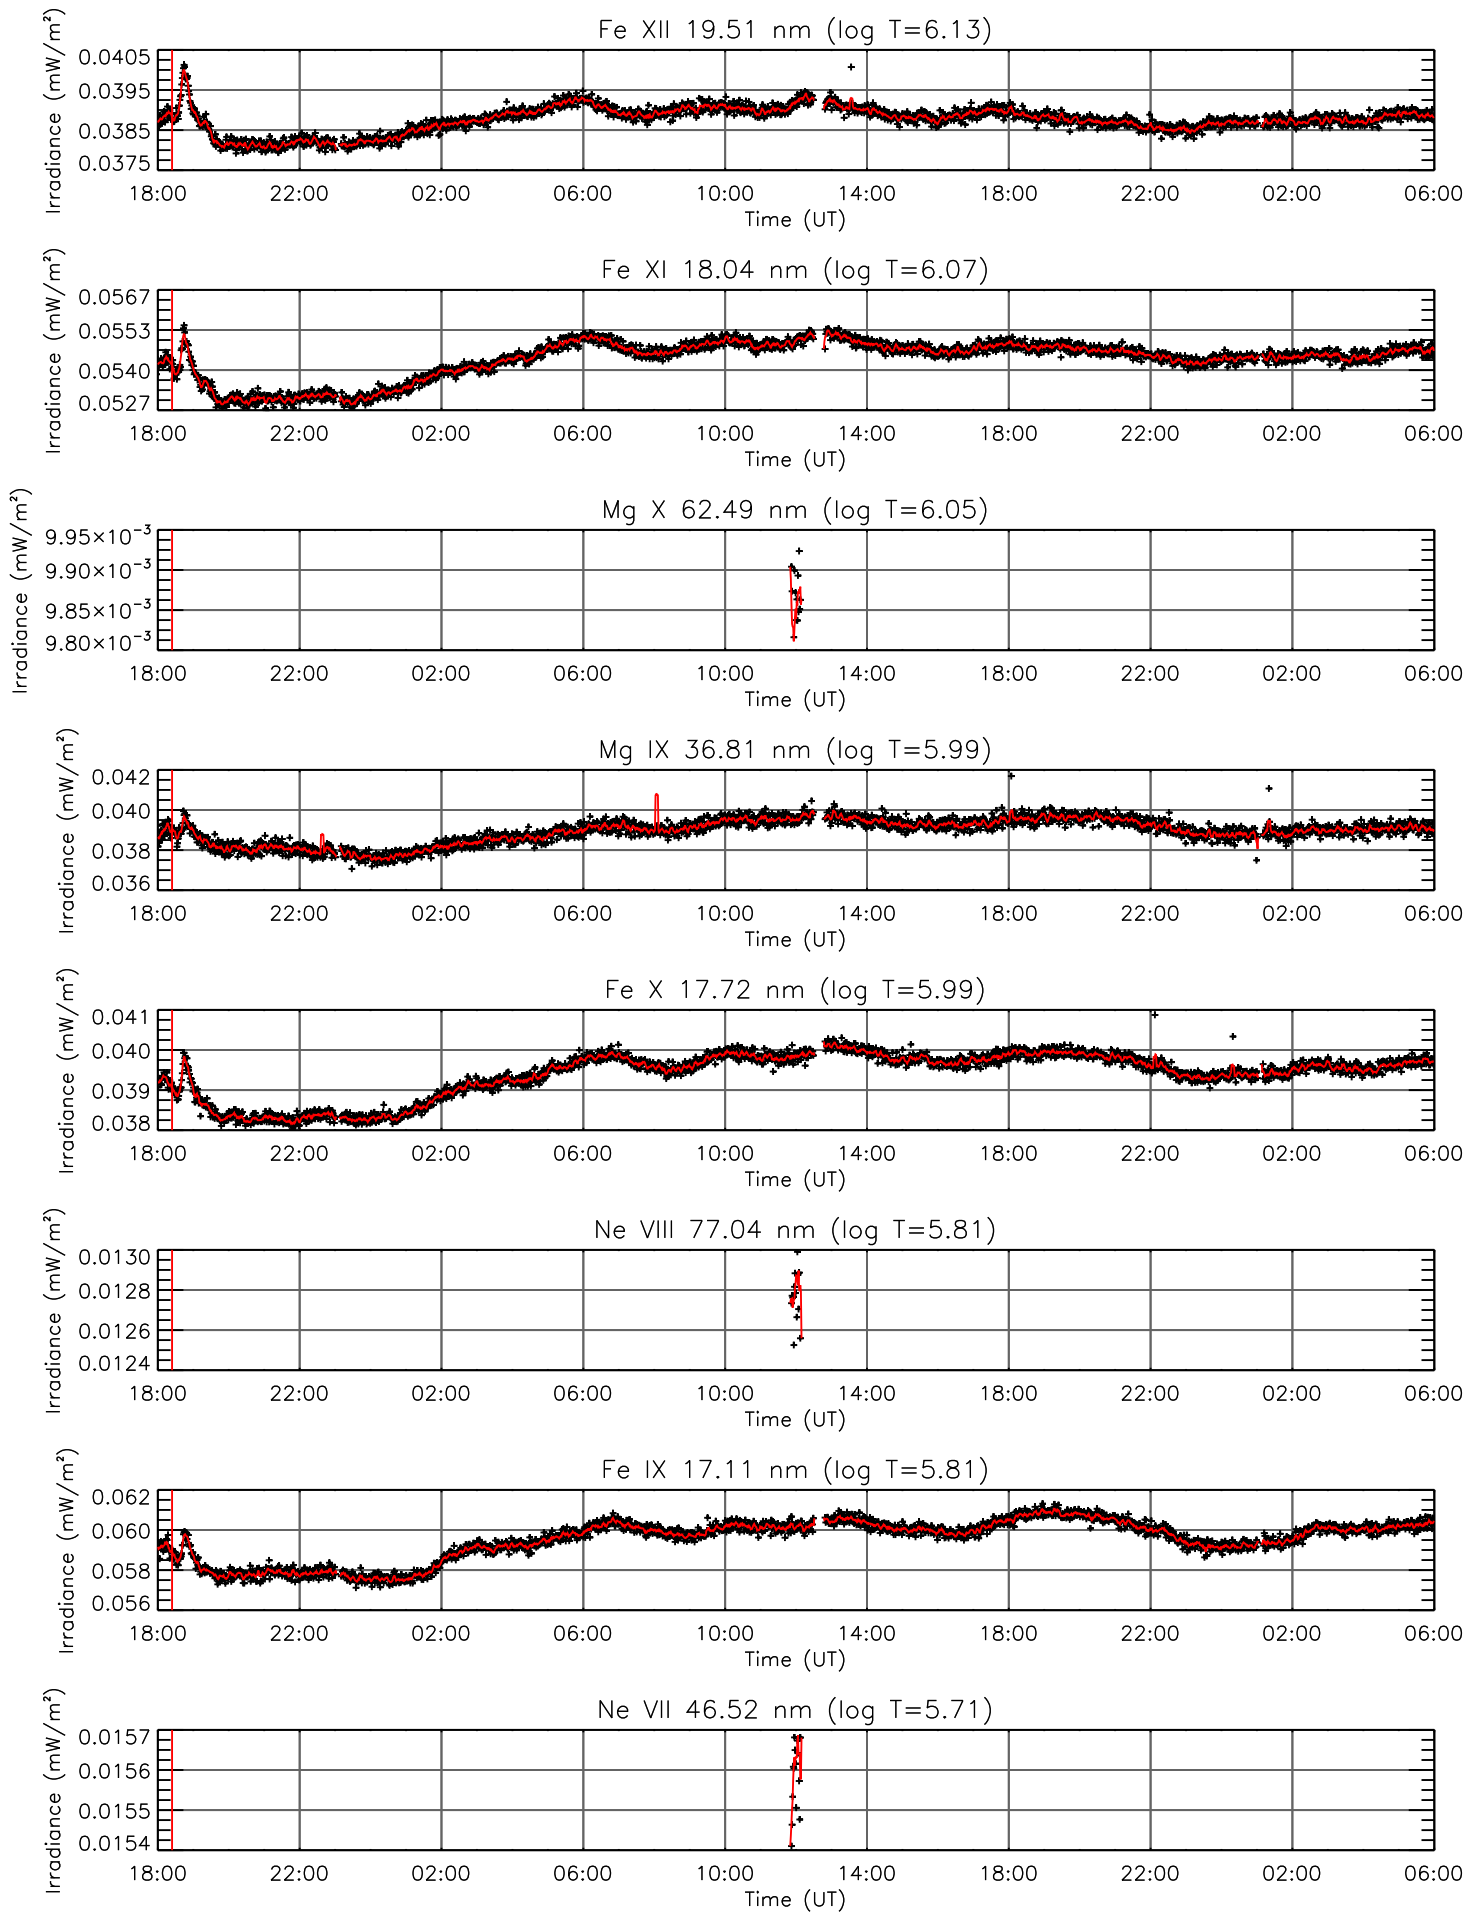 Fe XII 19.51 nm (log T=6.13)
Irradiance (mW/m²)
0.0405
0.0395
0.0385
0.0375
18:00 22:00 02:00 06:00 10:00 14:00 18:00 22:00 02:00 06:00
Time (UT)
Fe XI 18.04 nm (log T=6.07)
Irradiance (mW/m²)
0.0567
0.0553
0.0540
0.0527
18:00 22:00 02:00 06:00 10:00 14:00 18:00 22:00 02:00 06:00
Time (UT)
Mg X 62.49 nm (log T=6.05)
Irradiance (mW/m²)
9.95×10⁻³
9.90×10⁻³
9.85×10⁻³
9.80×10⁻³
18:00 22:00 02:00 06:00 10:00 14:00 18:00 22:00 02:00 06:00
Time (UT)
Mg IX 36.81 nm (log T=5.99)
Irradiance (mW/m²)
0.042
0.040
0.038
0.036
18:00 22:00 02:00 06:00 10:00 14:00 18:00 22:00 02:00 06:00
Time (UT)
Fe X 17.72 nm (log T=5.99)
Irradiance (mW/m²)
0.041
0.040
0.039
0.038
18:00 22:00 02:00 06:00 10:00 14:00 18:00 22:00 02:00 06:00
Time (UT)
Ne VIII 77.04 nm (log T=5.81)
Irradiance (mW/m²)
0.0130
0.0128
0.0126
0.0124
18:00 22:00 02:00 06:00 10:00 14:00 18:00 22:00 02:00 06:00
Time (UT)
Fe IX 17.11 nm (log T=5.81)
Irradiance (mW/m²)
0.062
0.060
0.058
0.056
18:00 22:00 02:00 06:00 10:00 14:00 18:00 22:00 02:00 06:00
Time (UT)
Ne VII 46.52 nm (log T=5.71)
Irradiance (mW/m²)
0.0157
0.0156
0.0155
0.0154
18:00 22:00 02:00 06:00 10:00 14:00 18:00 22:00 02:00 06:00
Time (UT)